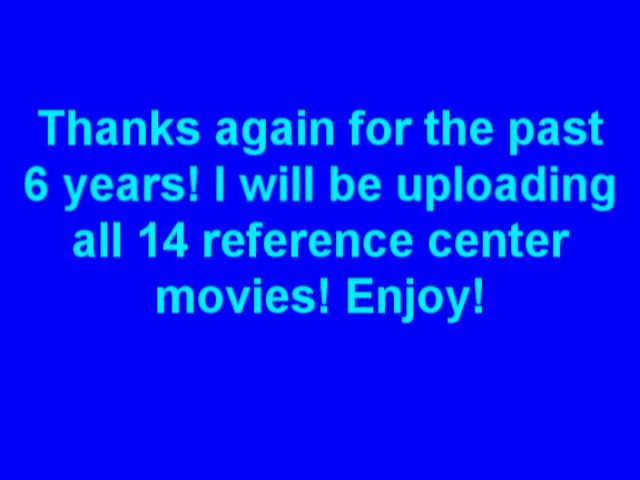 Thanks again for the past
6 years! I will be uploading
all 14 reference center
movies! Enjoy!